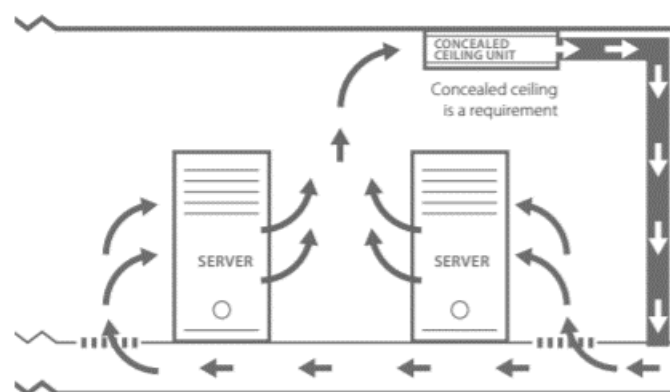 CONCEALED
CEILING UNIT
Concealed ceiling
is a requirement
SERVER
SERVER